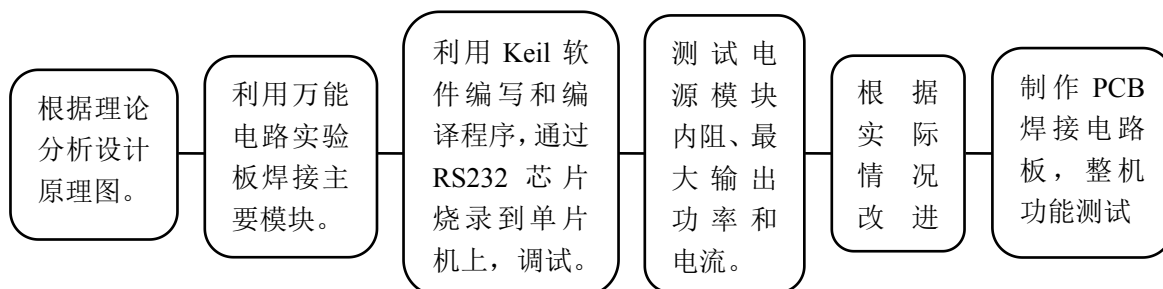 根据理论
分析设计
原理图。
利用万能
电路实验
板焊接主
要模块。
利用 Keil 软
件编写和编
译程序，通过
RS232 芯片
烧录到单片
机上，调试。
测试电
源模块
内阻、最
大输出
功率和
电流。
根据
实际
情况
改进
制作 PCB
焊接电路
板，整机
功能测试